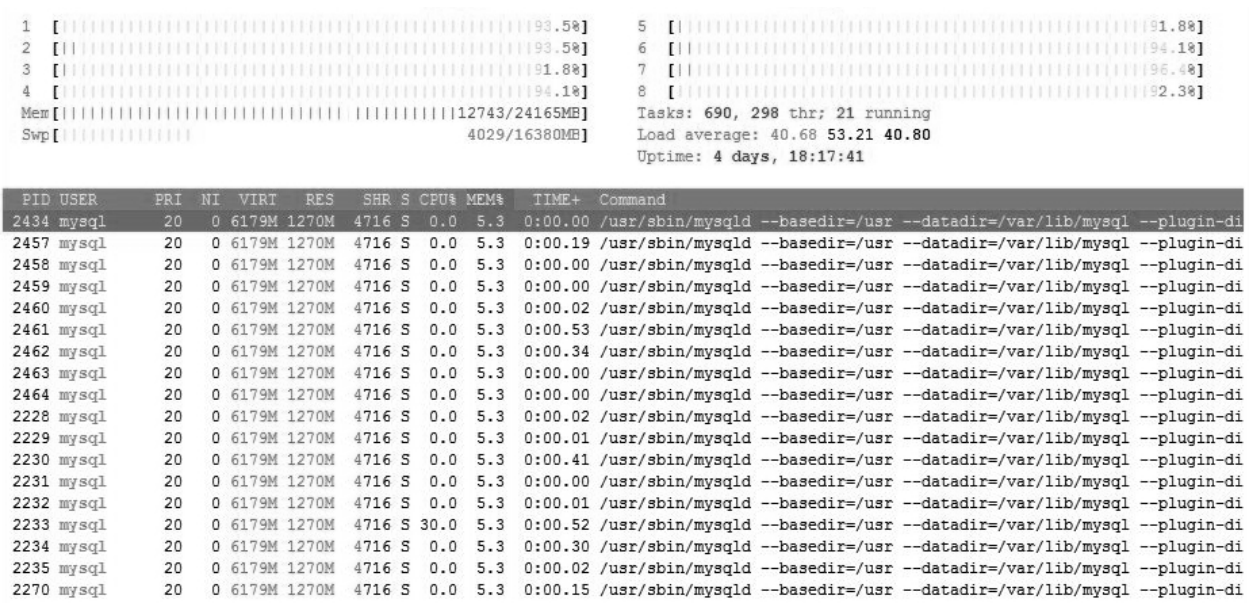 1 [93.5%] 5 [91.8%]
2 [93.5%] 6 [94.1%]
3 [91.8%] 7 [96.4%]
4 [94.1%] 8 [92.3%]
Mem[12743/24165MB] Tasks: 690, 298 thr; 21 running
Swp[4029/16380MB] Load average: 40.68 53.21 40.80
Uptime: 4 days, 18:17:41
PID USER PRI NI VIRT RES SHR S CPU% MEM% TIME+ Command
2434 mysql 20 0 6179M 1270M 4716 S 0.0 5.3 0:00.00 /usr/sbin/mysqld --basedir=/usr --datadir=/var/lib/mysql --plugin-di
2457 mysql 20 0 6179M 1270M 4716 S 0.0 5.3 0:00.19 /usr/sbin/mysqld --basedir=/usr --datadir=/var/lib/mysql --plugin-di
2458 mysql 20 0 6179M 1270M 4716 S 0.0 5.3 0:00.00 /usr/sbin/mysqld --basedir=/usr --datadir=/var/lib/mysql --plugin-di
2459 mysql 20 0 6179M 1270M 4716 S 0.0 5.3 0:00.00 /usr/sbin/mysqld --basedir=/usr --datadir=/var/lib/mysql --plugin-di
2460 mysql 20 0 6179M 1270M 4716 S 0.0 5.3 0:00.02 /usr/sbin/mysqld --basedir=/usr --datadir=/var/lib/mysql --plugin-di
2461 mysql 20 0 6179M 1270M 4716 S 0.0 5.3 0:00.53 /usr/sbin/mysqld --basedir=/usr --datadir=/var/lib/mysql --plugin-di
2462 mysql 20 0 6179M 1270M 4716 S 0.0 5.3 0:00.34 /usr/sbin/mysqld --basedir=/usr --datadir=/var/lib/mysql --plugin-di
2463 mysql 20 0 6179M 1270M 4716 S 0.0 5.3 0:00.00 /usr/sbin/mysqld --basedir=/usr --datadir=/var/lib/mysql --plugin-di
2464 mysql 20 0 6179M 1270M 4716 S 0.0 5.3 0:00.00 /usr/sbin/mysqld --basedir=/usr --datadir=/var/lib/mysql --plugin-di
2228 mysql 20 0 6179M 1270M 4716 S 0.0 5.3 0:00.02 /usr/sbin/mysqld --basedir=/usr --datadir=/var/lib/mysql --plugin-di
2229 mysql 20 0 6179M 1270M 4716 S 0.0 5.3 0:00.01 /usr/sbin/mysqld --basedir=/usr --datadir=/var/lib/mysql --plugin-di
2230 mysql 20 0 6179M 1270M 4716 S 0.0 5.3 0:00.41 /usr/sbin/mysqld --basedir=/usr --datadir=/var/lib/mysql --plugin-di
2231 mysql 20 0 6179M 1270M 4716 S 0.0 5.3 0:00.00 /usr/sbin/mysqld --basedir=/usr --datadir=/var/lib/mysql --plugin-di
2232 mysql 20 0 6179M 1270M 4716 S 0.0 5.3 0:00.01 /usr/sbin/mysqld --basedir=/usr --datadir=/var/lib/mysql --plugin-di
2233 mysql 20 0 6179M 1270M 4716 S 30.0 5.3 0:00.52 /usr/sbin/mysqld --basedir=/usr --datadir=/var/lib/mysql --plugin-di
2234 mysql 20 0 6179M 1270M 4716 S 0.0 5.3 0:00.30 /usr/sbin/mysqld --basedir=/usr --datadir=/var/lib/mysql --plugin-di
2235 mysql 20 0 6179M 1270M 4716 S 0.0 5.3 0:00.02 /usr/sbin/mysqld --basedir=/usr --datadir=/var/lib/mysql --plugin-di
2270 mysql 20 0 6179M 1270M 4716 S 0.0 5.3 0:00.15 /usr/sbin/mysqld --basedir=/usr --datadir=/var/lib/mysql --plugin-di